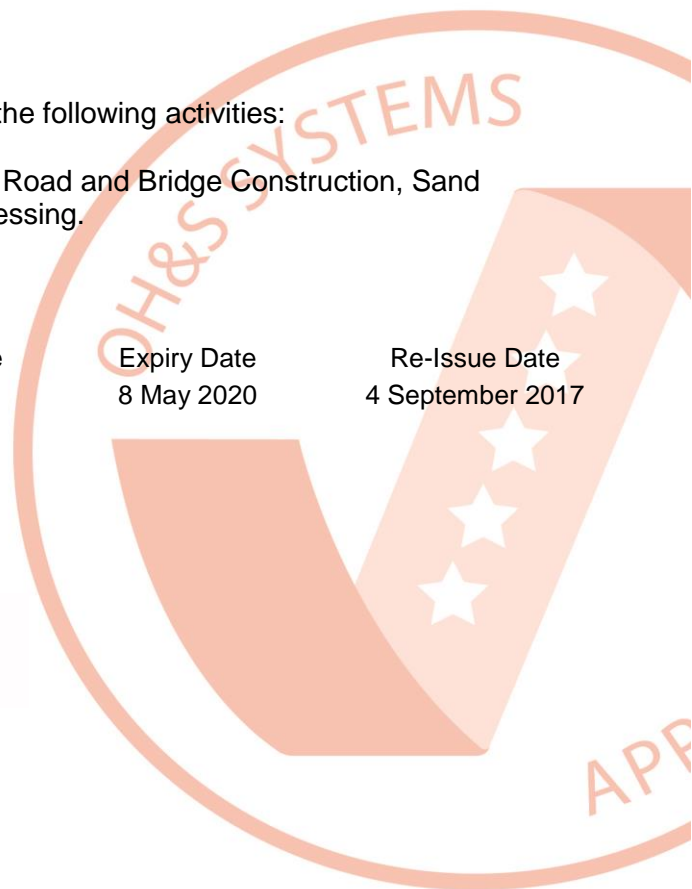 the following activities:
OH&S SYSTEMS
Road and Bridge Construction, Sand
essing.
Expiry Date Re-Issue Date
8 May 2020 4 September 2017